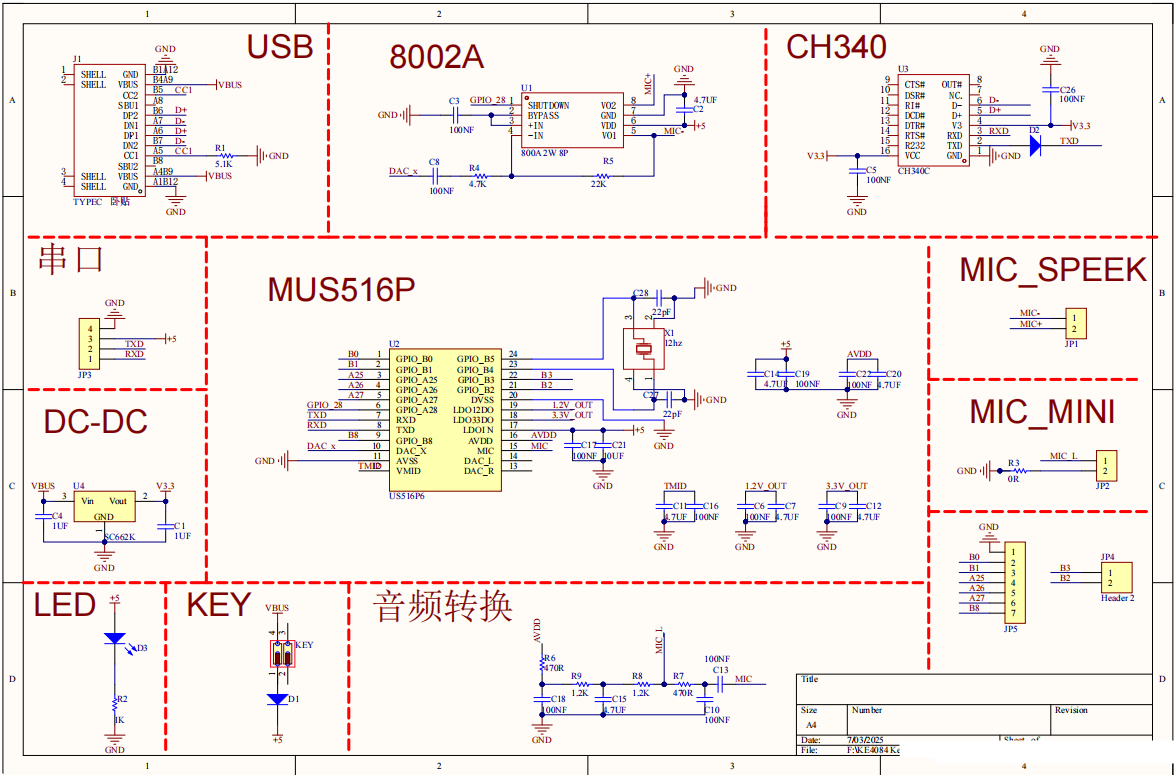 1 2 3 4
USB
J1
GND
1 SHELL GND B1A12
2 SHELL VBUS B4A9 VBUS
CC2 B5 CC1
SBU1 A8
DP2 B6 D+
DN1 A7 D-
DP1 A6 D+
DN2 B7 D-
CC1 A5 CC1 R1 5.1K GND
SBU2 B8
3 SHELL VBUS A4B9 VBUS
4 SHELL GND A1B12
TYPEC
GND
8002A
U1
GND C3 100NF GPIO_28
1 SHUTDOWN VO2 8 MIC+
2 BYPASS GND 7
3 +IN VDD 6 +5
4 -IN VO1 5 MIC-
800A 2W 8P
GND
4.7UF
C2
DAC_x C8 100NF R4 4.7K R5 22K
CH340
U3
9 CTS# OUT# 8
10 DSR# NC. 7
11 RI# D- 6 D-
12 DCD# D+ 5 D+
13 DTR# V3 4 V3.3
14 RTS# RXD 3 RXD
15 R232 TXD 2 D2 TXD
16 VCC GND 1 GND
CH340C
V3.3
C5
100NF
GND
GND
C26
100NF
A A
串口
GND
4
3 +5
2 TXD
1 RXD
JP3
B B
MUS516P
U2
B0 1 GPIO_B0 GPIO_B5 24
B1 2 GPIO_B1 GPIO_B4 23
A25 3 GPIO_A25 GPIO_B3 22 B3
A26 4 GPIO_A26 GPIO_B2 21 B2
A27 5 GPIO_A27 DVSS 20
GPIO_28 6 GPIO_A28 LDO12DO 19 1.2V_OUT
TXD 7 RXD LDO33DO 18 3.3V_OUT
RXD 8 TXD LDOIN 17 +5
B8 9 GPIO_B8 AVDD 16 AVDD
DAC_x 10 DAC_X MIC 15 MIC
GND 11 AVSS DAC_L 14
TMID 12 VMID DAC_R 13
US516P6
C28 22pF GND
3 2
X1
12hz
4 1
C27 22pF GND
GND
C17 C21
100NF 10UF
GND
+5 AVDD
C14 C19 C22 C20
4.7UF 100NF 100NF 4.7UF
GND
TMID 1.2V_OUT 3.3V_OUT
C11 C16 C6 C7 C9 C12
4.7UF 100NF 100NF 4.7UF 100NF 4.7UF
GND GND GND
MIC_SPEEK
MIC- 1
MIC+ 2
JP1
MIC_MINI
MIC_L 1
GND R3 0R 2
JP2
DC-DC
VBUS U4 V3.3
3 Vin Vout 2
GND
1
C4 1UF SC662K C1 1UF
GND
C C
GND
1
B0 2
B1 3
A25 4
A26 5
A27 6
B8 7
JP5
JP4
B3 1
B2 2
Header 2
LED
+5
D3
R2
1K
GND
KEY
VBUS
4 3
KEY
1 2
D1
+5
音频转换
AVDD
R6
470R
MIC_L
R9 1.2K R8 1.2K R7 470R
100NF
C13
MIC
C18 100NF C15 4.7UF C10 100NF
GND
D D
Title
Size Number Revision
A4
Date: 7/03/2025 Sheet of
File: F:\KE4084 Ke
1 2 3 4